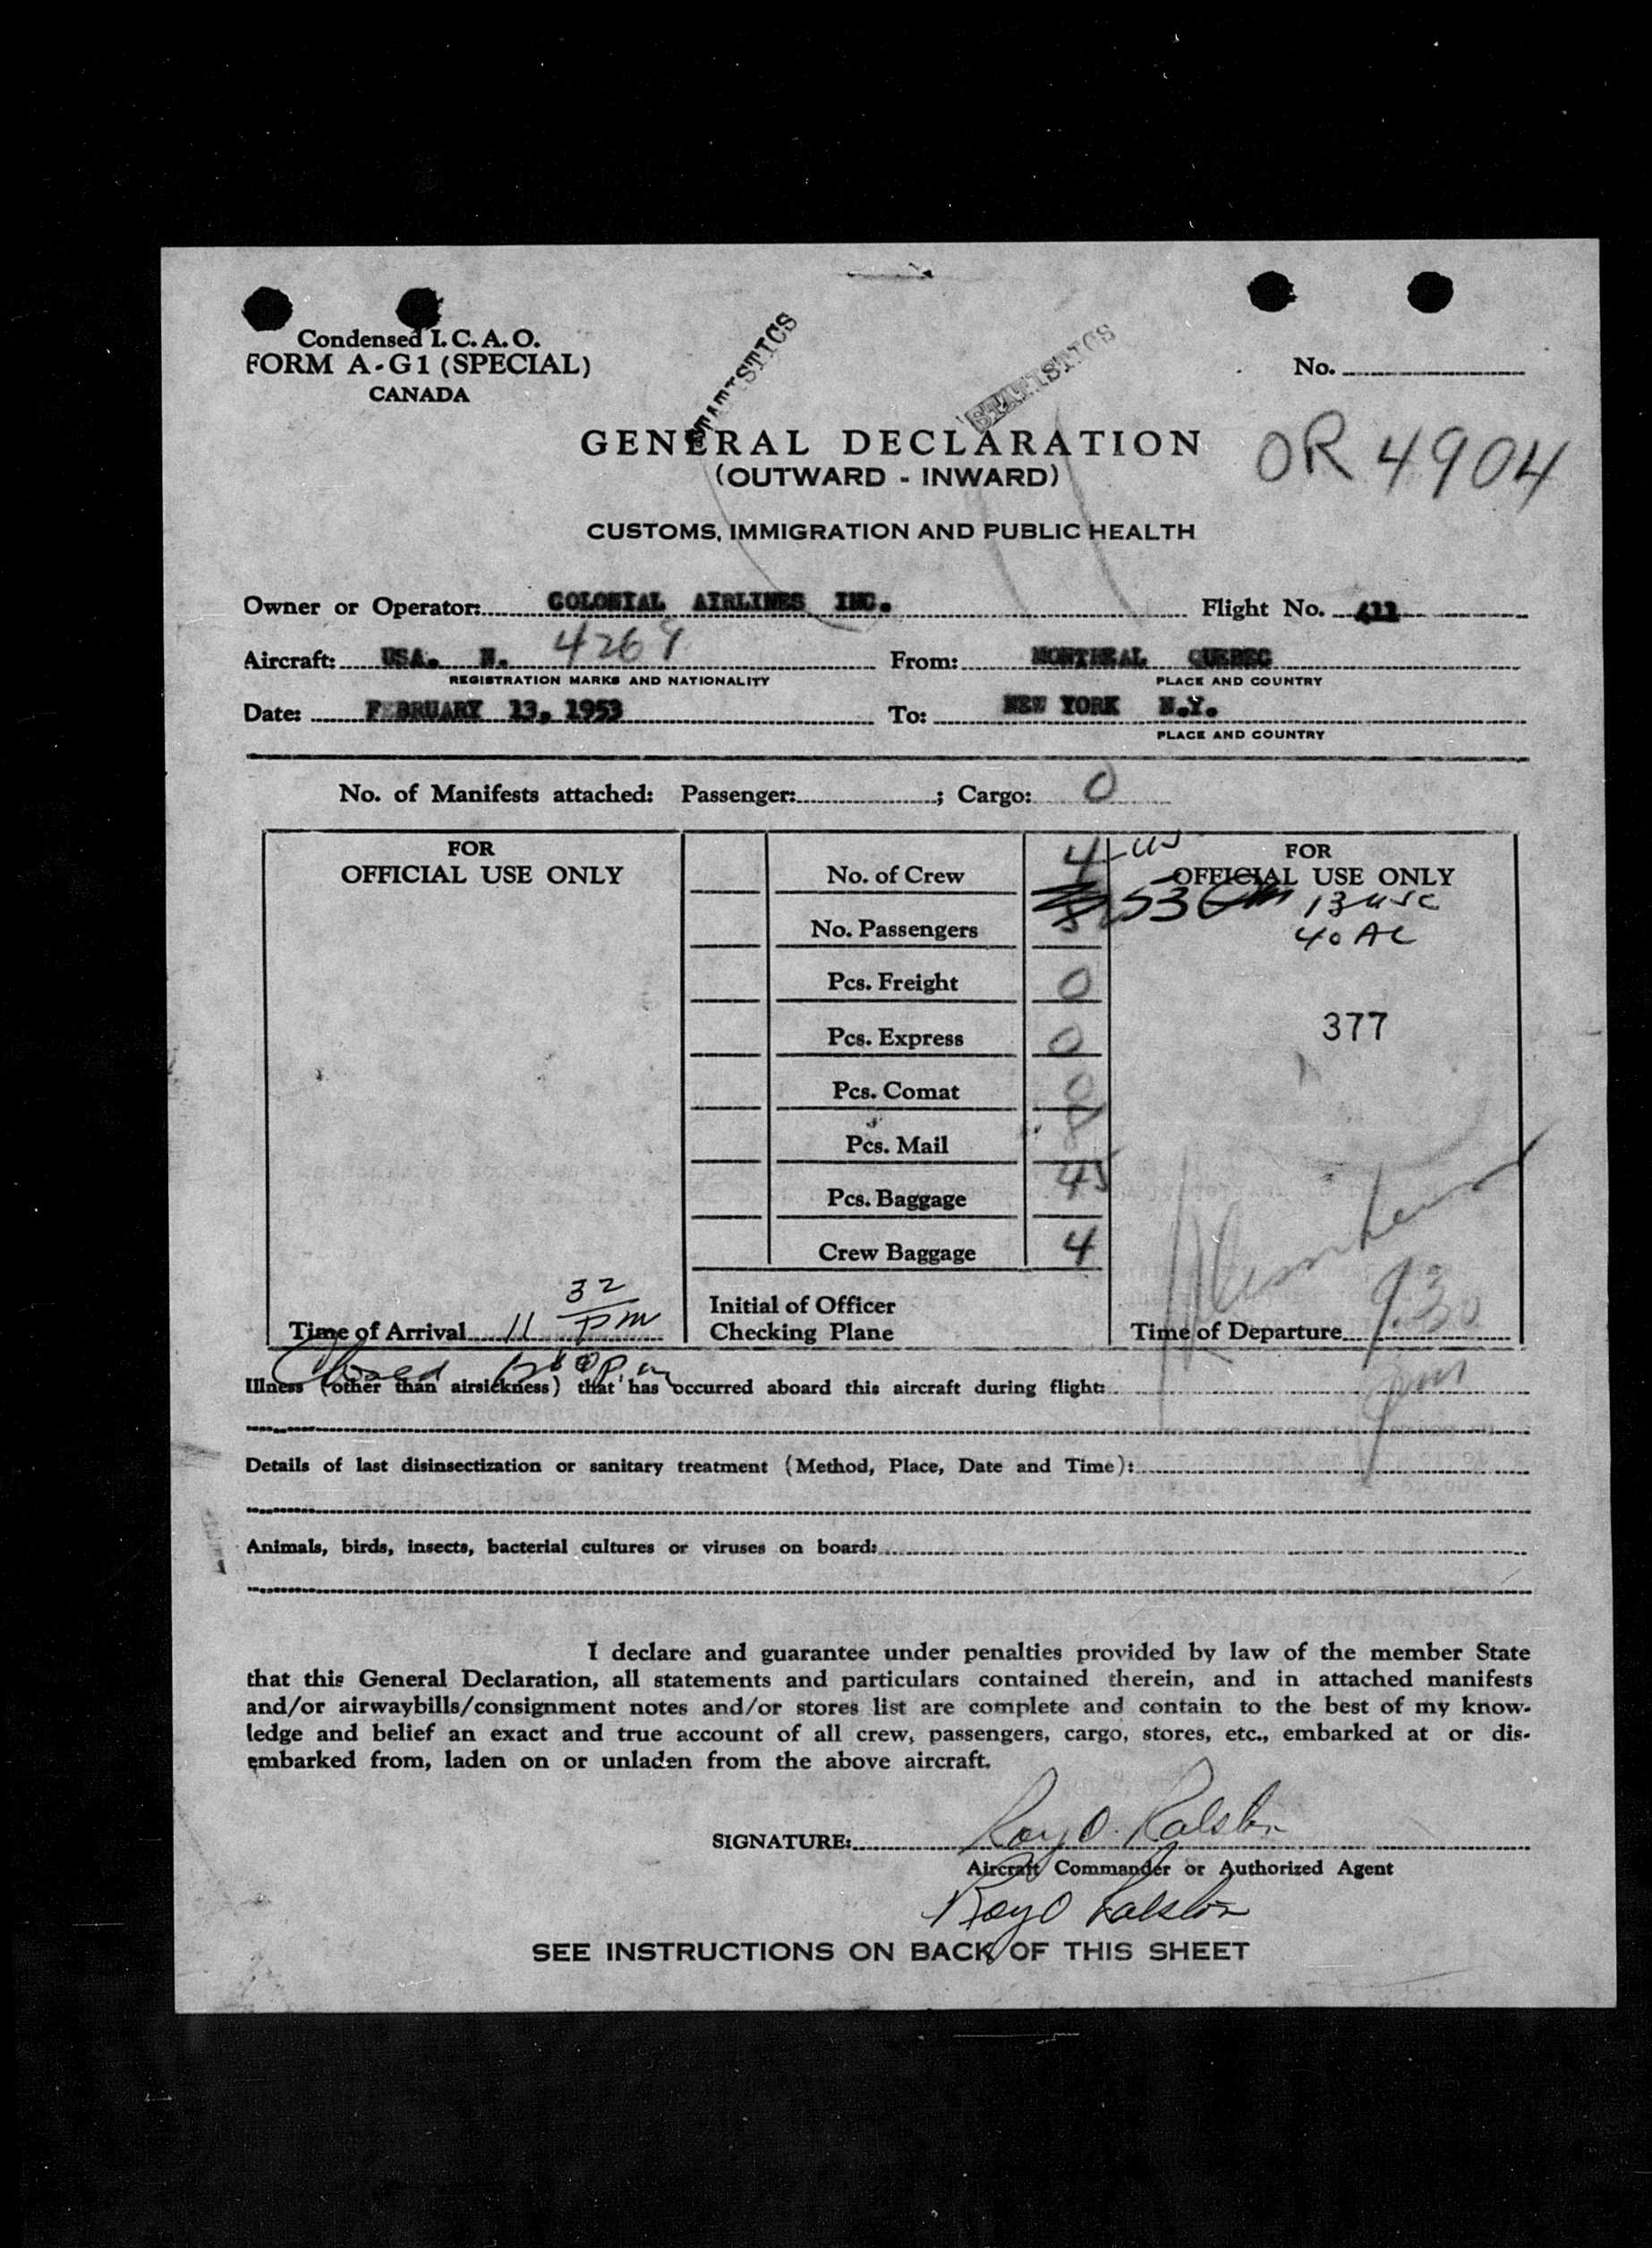 Condensed I. C. A. O.
FORM A-G1 (SPECIAL)
CANADA
STATISTICS
STATISTICS
No.
GENERAL DECLARATION
(OUTWARD - INWARD)
OR 4904
CUSTOMS, IMMIGRATION AND PUBLIC HEALTH
Owner or Operator: COLONIAL AIRLINES INC. Flight No. 411
Aircraft: USA. N. 4269 From: MONTREAL QUEBEC
REGISTRATION MARKS AND NATIONALITY PLACE AND COUNTRY
Date: FEBRUARY 13, 1953 To: NEW YORK N.Y.
PLACE AND COUNTRY
No. of Manifests attached: Passenger: ; Cargo: 0
FOR
OFFICIAL USE ONLY
No. of Crew 4 - US
No. Passengers 53
Pcs. Freight 0
Pcs. Express 0
Pcs. Comat 0
Pcs. Mail
Pcs. Baggage 45
Crew Baggage 4
FOR
OFFICIAL USE ONLY
13 USC
40 AC
377
Time of Arrival 11 32 PM
Initial of Officer
Checking Plane
Time of Departure 9.30
Closed
Illness (other than airsickness) that has occurred aboard this aircraft during flight:
Details of last disinsectization or sanitary treatment (Method, Place, Date and Time):
Animals, birds, insects, bacterial cultures or viruses on board:
I declare and guarantee under penalties provided by law of the member State
that this General Declaration, all statements and particulars contained therein, and in attached manifests
and/or airwaybills/consignment notes and/or stores list are complete and contain to the best of my know-
ledge and belief an exact and true account of all crew, passengers, cargo, stores, etc., embarked at or dis-
embarked from, laden on or unladen from the above aircraft.
SIGNATURE: Roy O. Ralston
Aircraft Commander or Authorized Agent
Roy O Ralston
SEE INSTRUCTIONS ON BACK OF THIS SHEET